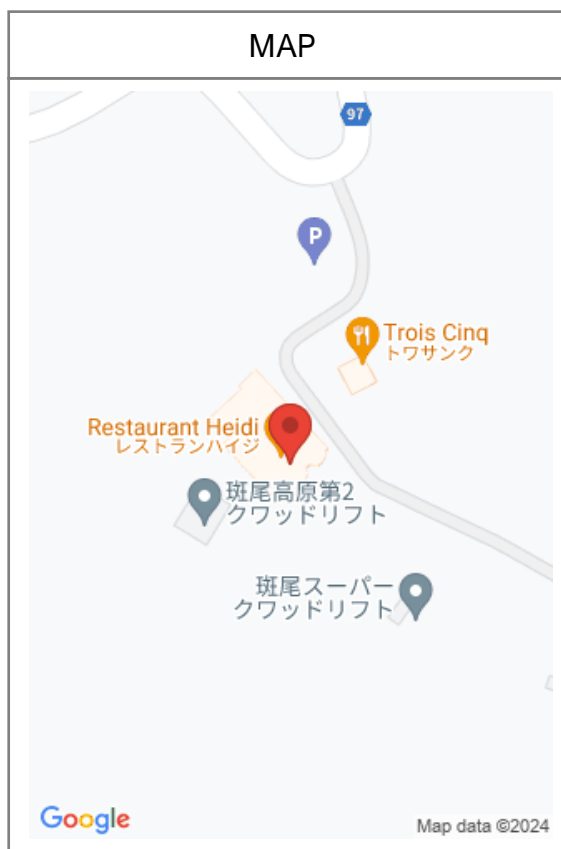 MAP
97
P
Trois Cinq
トワサンク
Restaurant Heidi
レストランハイジ
斑尾高原第2
クワッドリフト
斑尾スーパー
クワッドリフト
Google
Map data ©2024